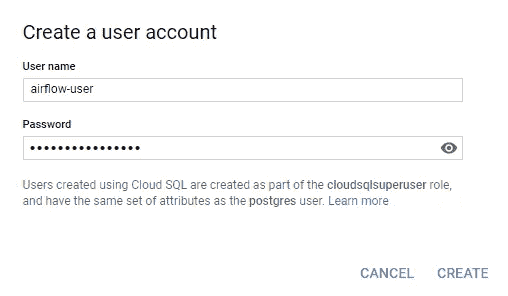 Create a user account
User name
airflow-user
Password
••••••••••••••••
Users created using Cloud SQL are created as part of the cloudsqlsuperuser role,
and have the same set of attributes as the postgres user. Learn more
CANCEL CREATE